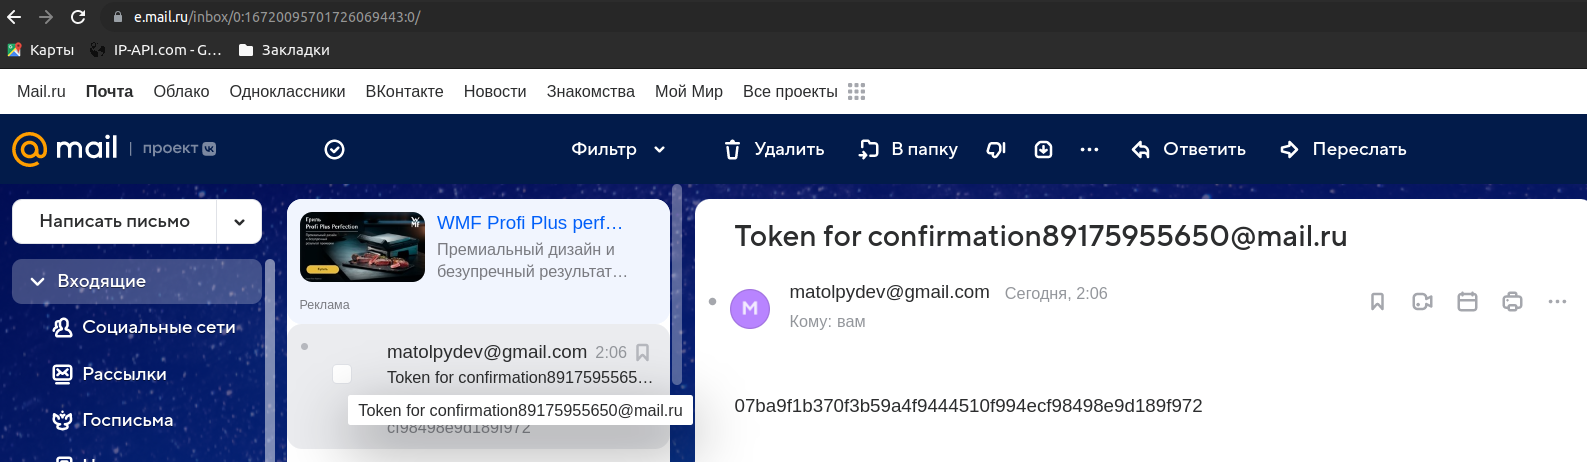 e.mail.ru/inbox/0:16720095701726069443:0/
Карты IP-API.com - G... Закладки
Mail.ru Почта Облако Одноклассники ВКонтакте Новости Знакомства Мой Мир Все проекты
mail проект Фильтр Удалить В папку Ответить Переслать
Написать письмо
Входящие
Социальные сети
Рассылки
Госписьма
Гриль
Profi Plus Perfection
WMF
Купить
WMF Profi Plus perf...
Премиальный дизайн и
безупречный результат...
Реклама
matolpydev@gmail.com 2:06
Token for confirmation8917595565...
Token for confirmation89175955650@mail.ru
cf98498e9d189f972
Token for confirmation89175955650@mail.ru
M
matolpydev@gmail.com Сегодня, 2:06
Кому: вам
07ba9f1b370f3b59a4f9444510f994ecf98498e9d189f972